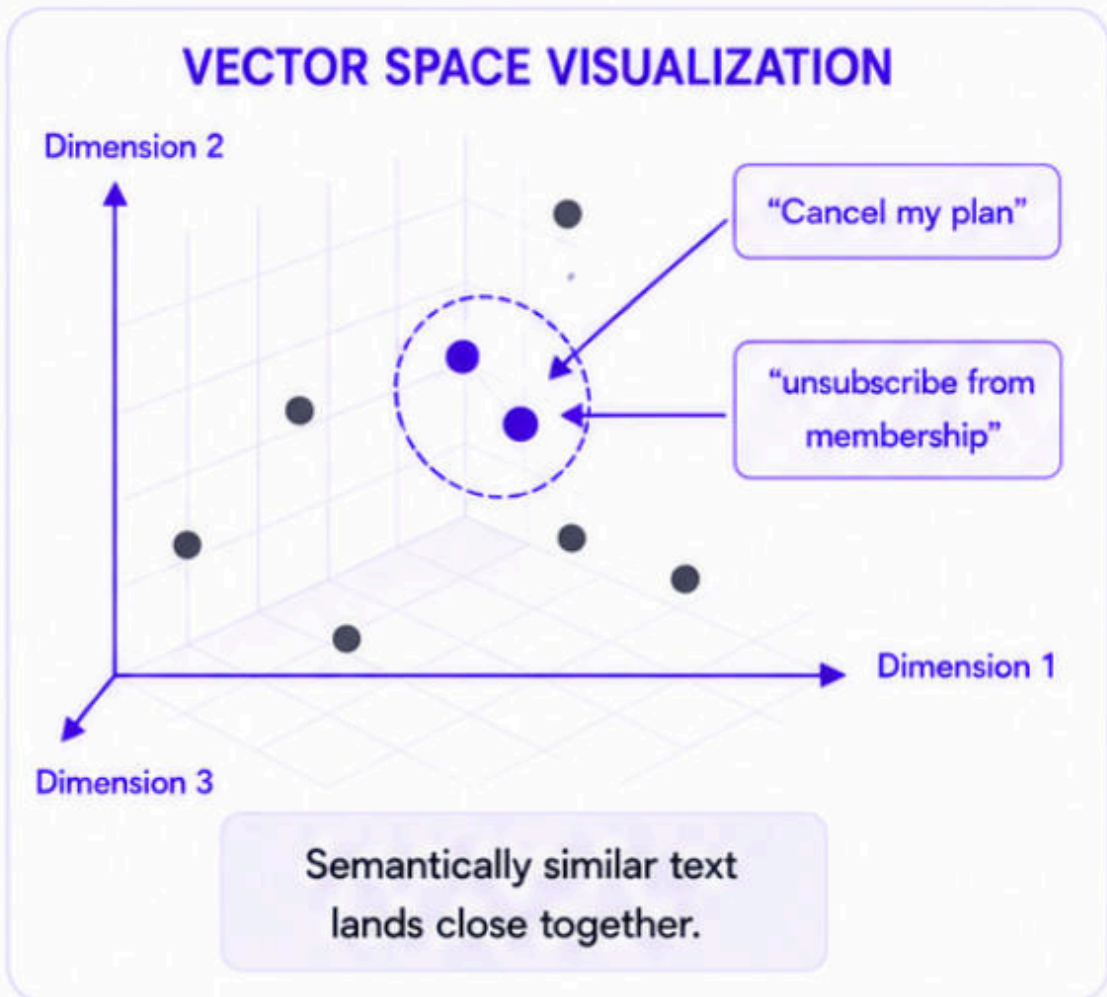 VECTOR SPACE VISUALIZATION
Dimension 2
“Cancel my plan”
“unsubscribe from
membership”
Dimension 1
Dimension 3
Semantically similar text
lands close together.